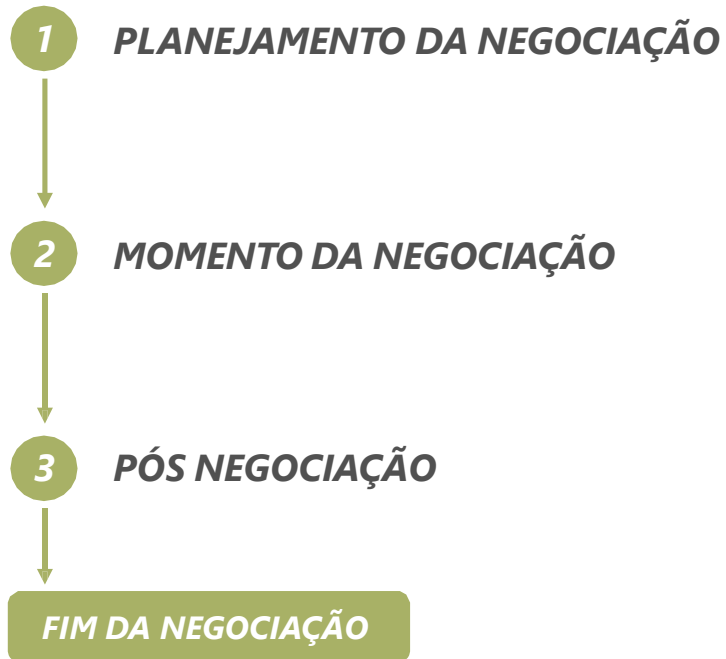 1 PLANEJAMENTO DA NEGOCIAÇÃO
2 MOMENTO DA NEGOCIAÇÃO
3 PÓS NEGOCIAÇÃO
FIM DA NEGOCIAÇÃO